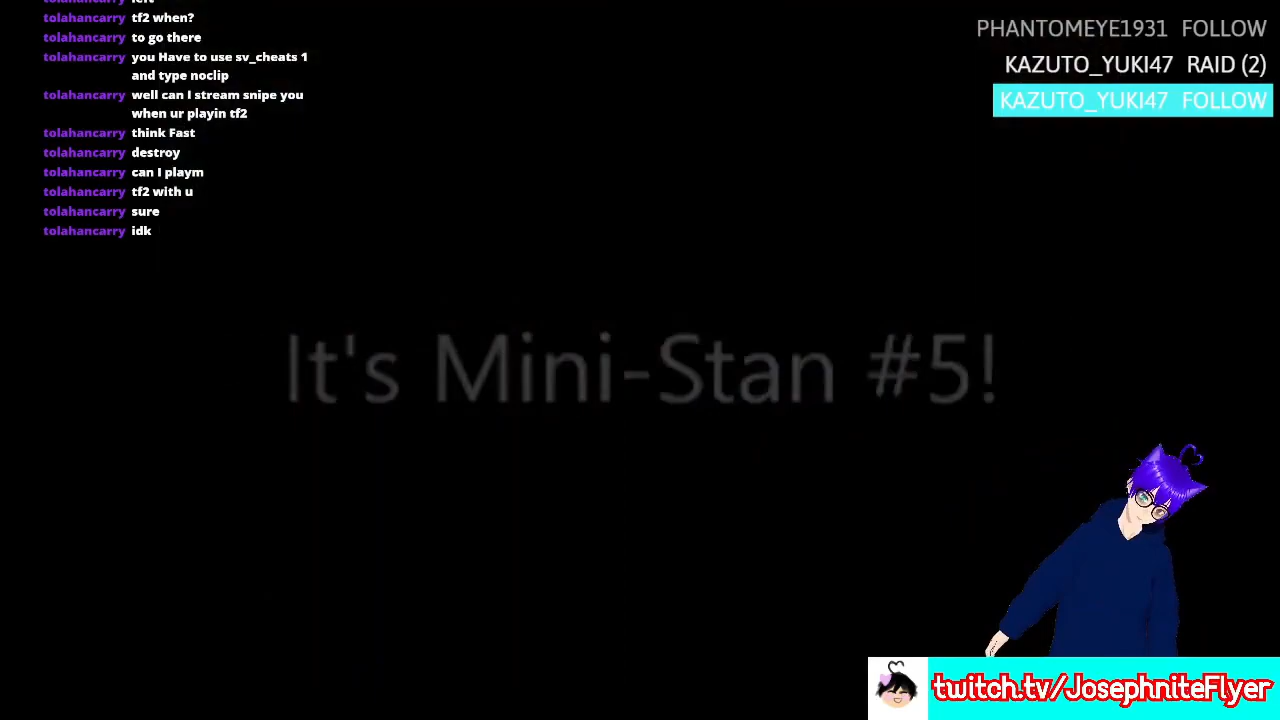 tolahancarry left
tolahancarry tf2 when?
tolahancarry to go there
tolahancarry you Have to use sv_cheats 1
and type noclip
tolahancarry well can I stream snipe you
when ur playin tf2
tolahancarry think Fast
tolahancarry destroy
tolahancarry can I playm
tolahancarry tf2 with u
tolahancarry sure
tolahancarry idk
PHANTOMEYE1931 FOLLOW
KAZUTO_YUKI47 RAID (2)
KAZUTO_YUKI47 FOLLOW
It's Mini-Stan #5!
twitch.tv/JosephniteFlyer